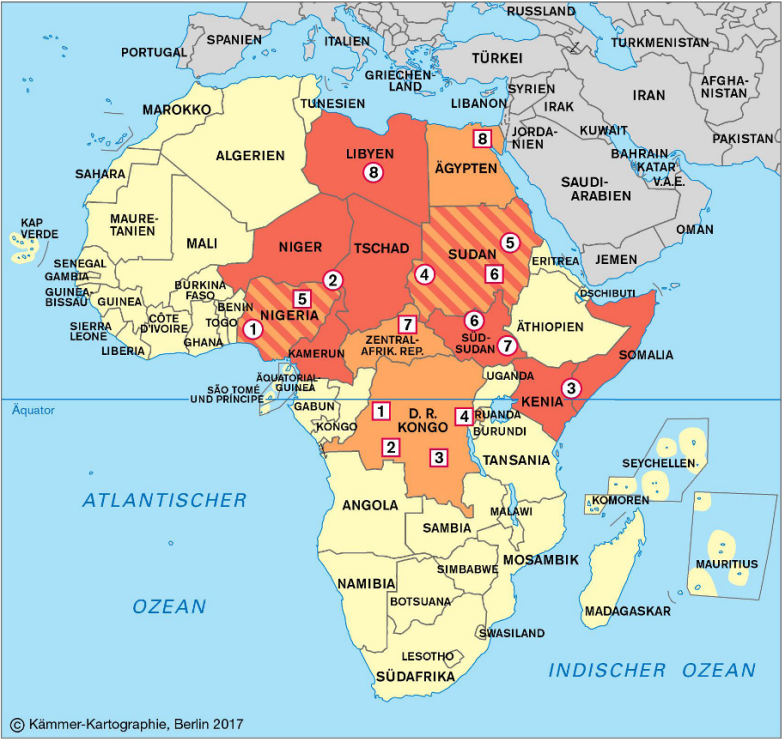 RUSSLAND
SPANIEN
ITALIEN
TURKMENISTAN
PORTUGAL
TÜRKEI
GRIECHEN-
LAND
AFGHA-
NISTAN
SYRIEN
IRAN
LIBANON
IRAK
TUNESIEN
MAROKKO
JORDA-
NIEN
KUWAIT
PAKISTAN
8
ALGERIEN
LIBYEN
8
ÄGYPTEN
BAHRAIN
KATAR
V.A.E.
SAHARA
SAUDI-
ARABIEN
MAURE-
TANIEN
KAP
VERDE
OMAN
MALI
NIGER
TSCHAD
SUDAN
5
4
6
ERITREA
JEMEN
SENEGAL
GAMBIA
GUINEA-
BISSAU
BURKINA
FASO
2
5
DSCHIBUTI
GUINEA
BENIN
NIGERIA
1
TOGO
CÔTE
D'IVOIRE
SIERRA
LEONE
GHANA
LIBERIA
7
6
ÄTHIOPIEN
ZENTRAL-
AFRIK. REP.
SÜD-
SUDAN
7
KAMERUN
SOMALIA
ÄQUATORIAL-
GUINEA
SÃO TOMÉ
UND PRÍNCIPE
UGANDA
3
KENIA
Äquator
GABUN
1
D. R.
KONGO
4
RUANDA
KONGO
BURUNDI
2
3
TANSANIA
SEYCHELLEN
ATLANTISCHER
ANGOLA
KOMOREN
MALAWI
SAMBIA
MOSAMBIK
MAURITIUS
SIMBABWE
NAMIBIA
BOTSUANA
OZEAN
MADAGASKAR
SWASILAND
LESOTHO
SÜDAFRIKA
INDISCHER OZEAN
© Kämmer-Kartographie, Berlin 2017